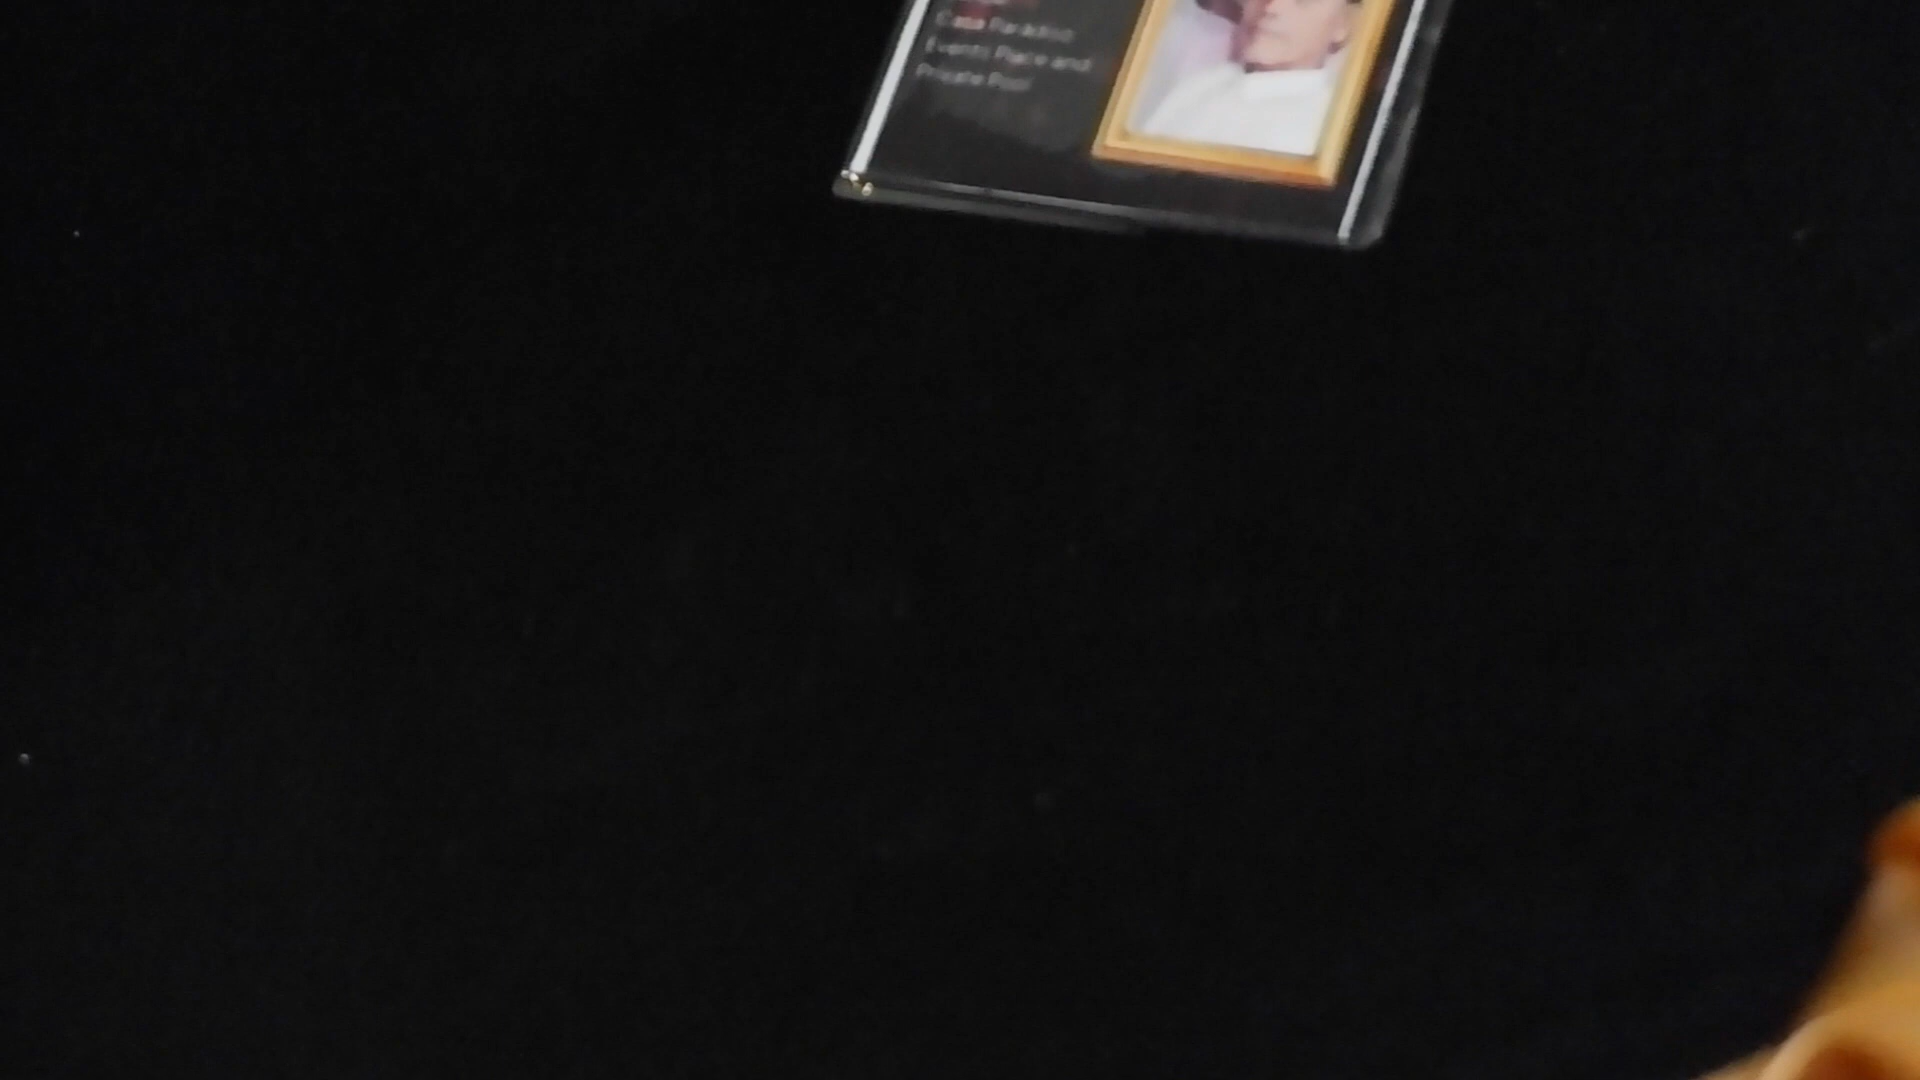 Casa Paradiso
Events Place and
Private Pool